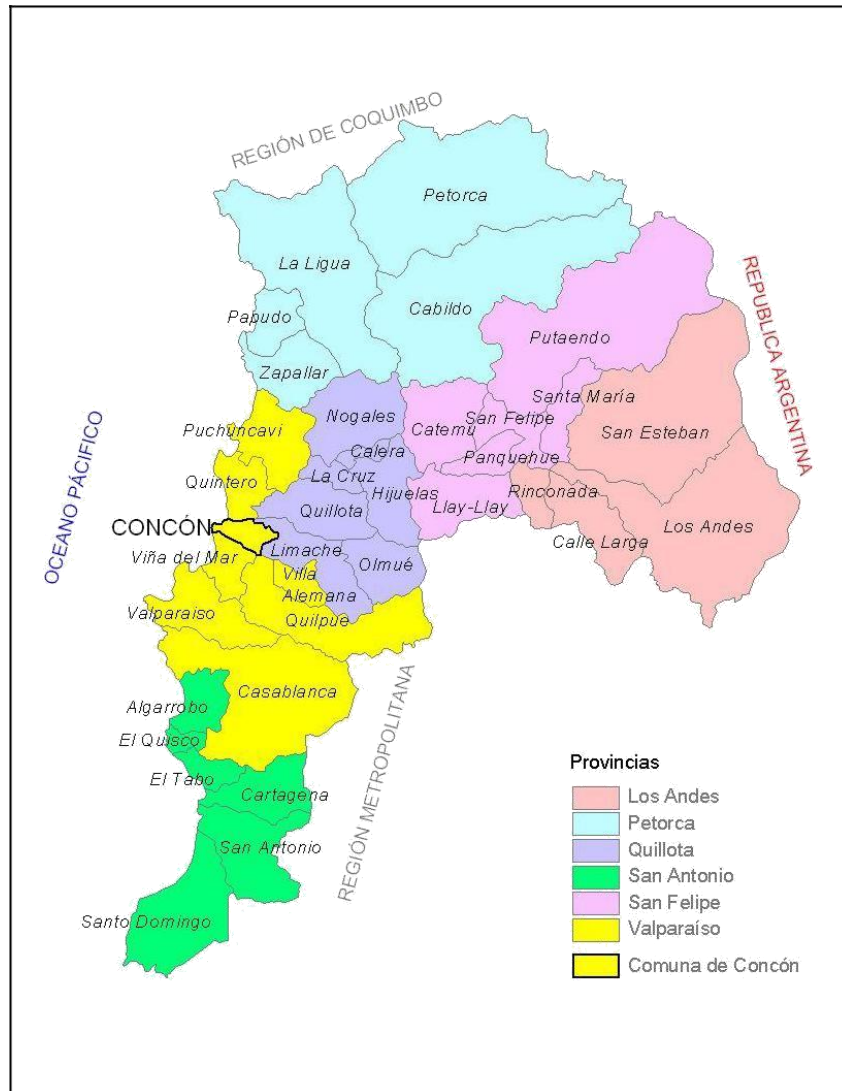 REGIÓN DE COQUIMBO
Petorca
La Ligua
REPUBLICA ARGENTINA
Cabildo
Papudo
Putaendo
Zapallar
Santa María
Nogales
San Felipe
Catemu
San Esteban
Puchuncavi
Calera
Panquehue
OCEANO PÁCIFICO
Quintero
La Cruz
Hijuelas
Rinconada
Quillota
Llay-Llay
Los Andes
CONCÓN
Calle Larga
Viña del Mar
Limache
Olmué
Villa
Alemana
Valparaiso
Quilpue
Casablanca
Algarrobo
REGIÓN METROPOLITANA
El Quisco
El Tabo
Cartagena
San Antonio
Santo Domingo
Provincias
Los Andes
Petorca
Quillota
San Antonio
San Felipe
Valparaíso
Comuna de Concón